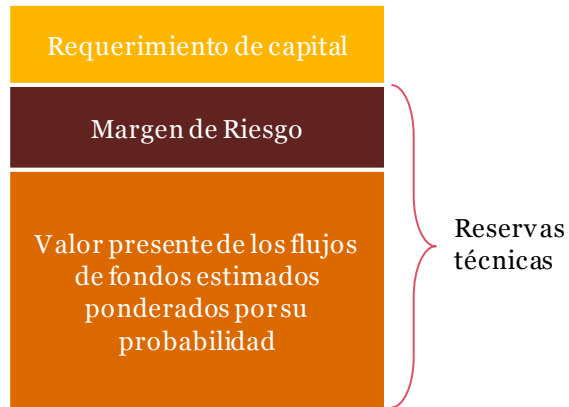 Requerimiento de capital
Margen de Riesgo
Valor presente de los flujos
de fondos estimados
ponderados por su
probabilidad
Reservas
técnicas